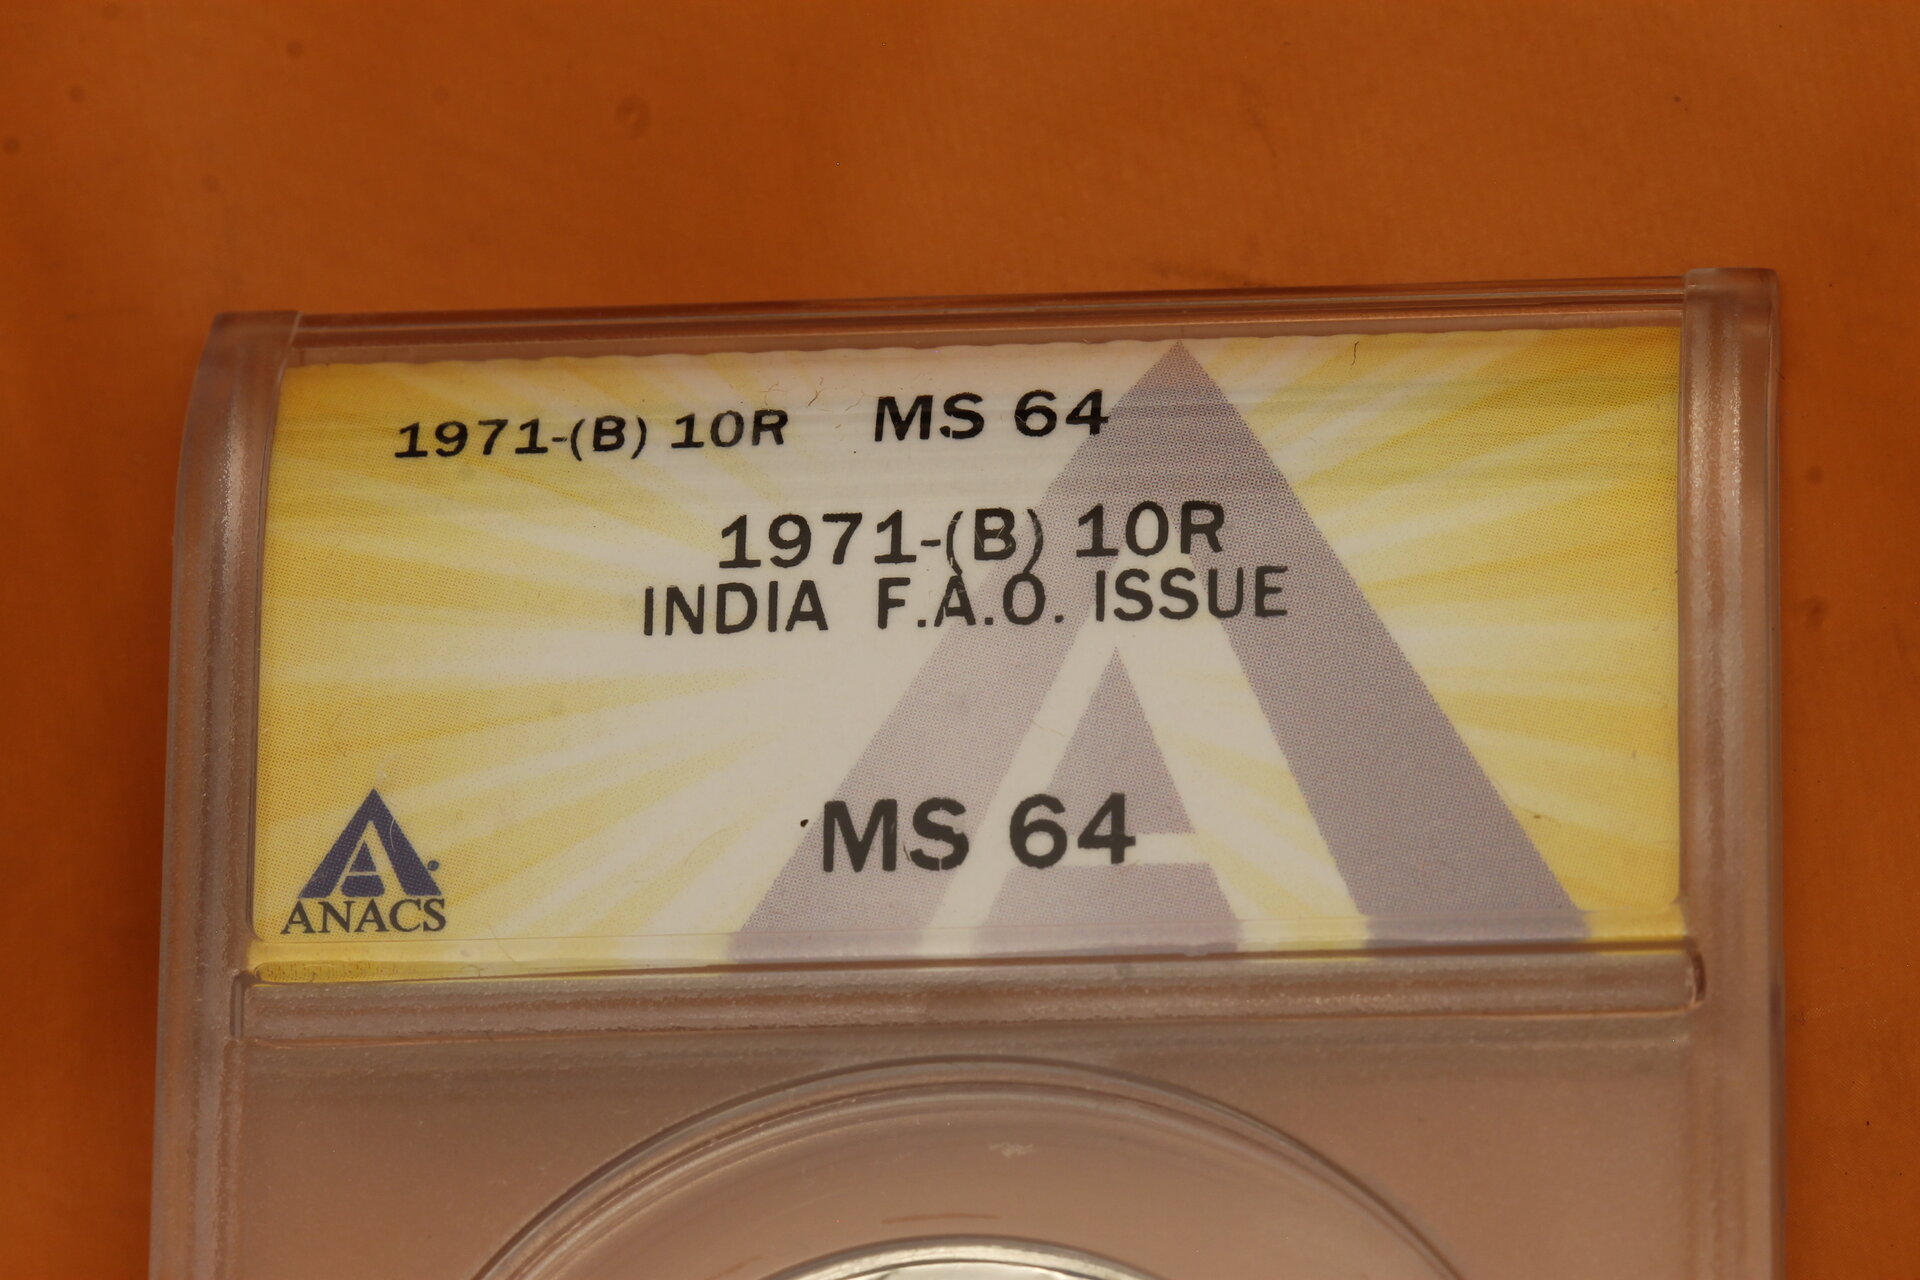 1971-(B) 10R MS 64
1971-(B) 10R
INDIA F.A.O. ISSUE
MS 64
ANACS